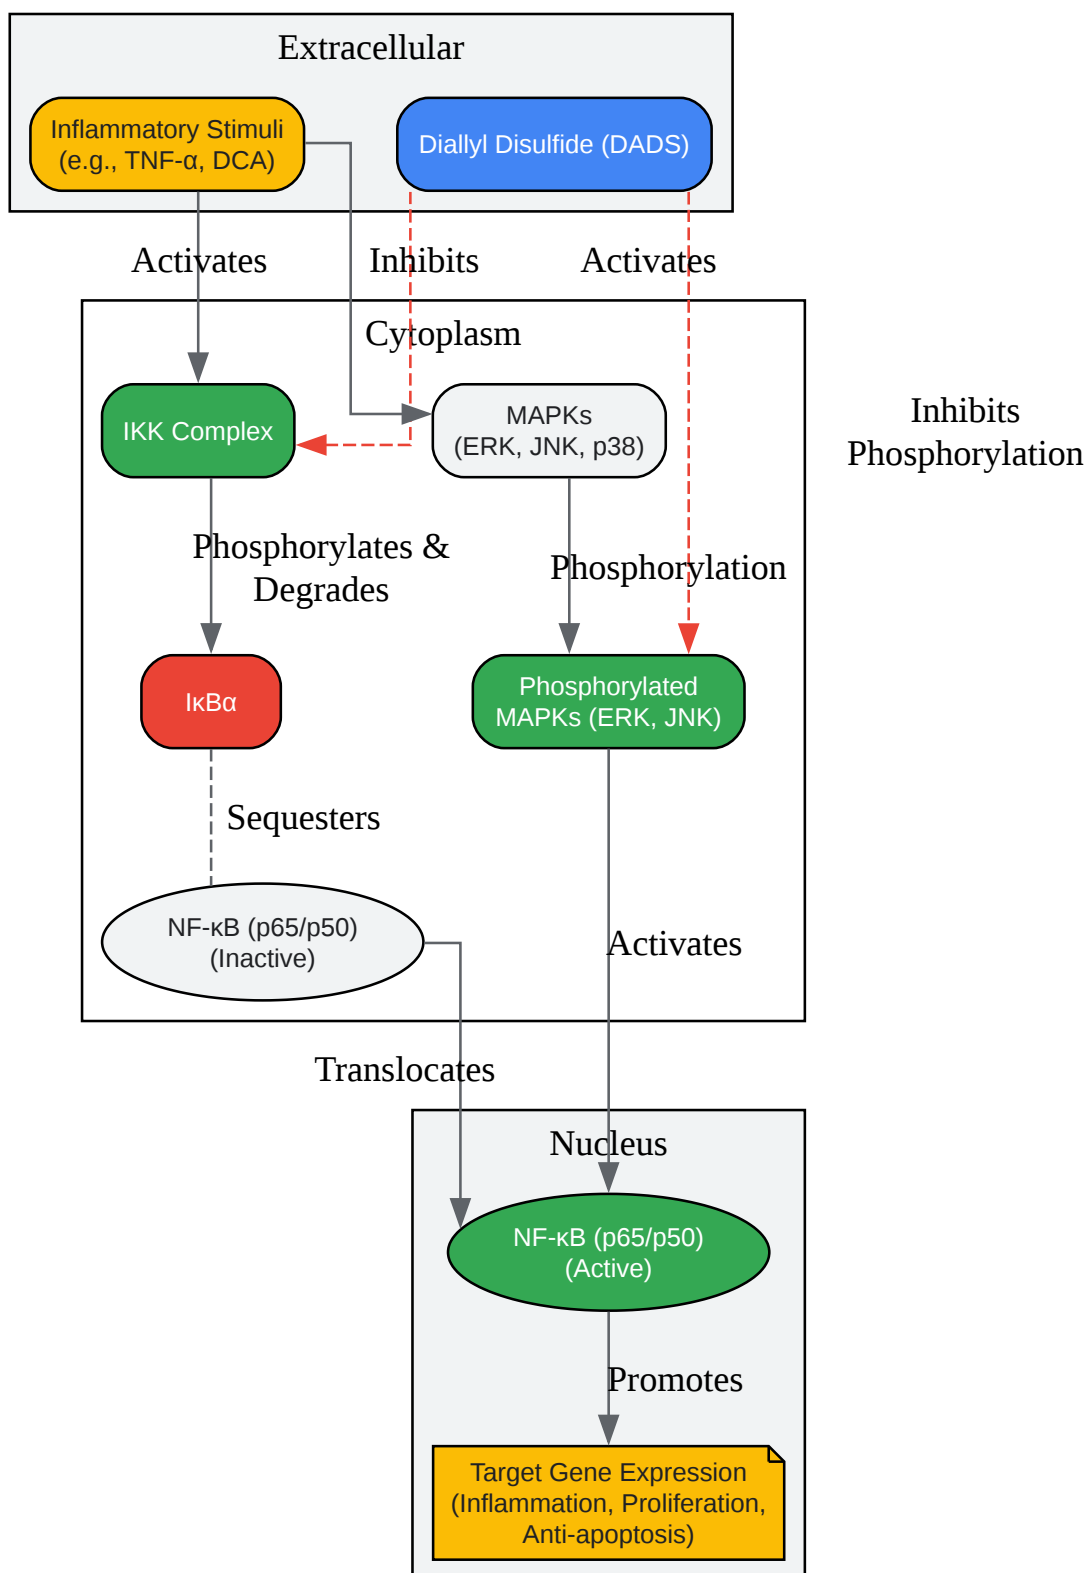 Extracellular
Inflammatory Stimuli
(e.g., TNF-α, DCA)
Diallyl Disulfide (DADS)
Activates
Inhibits
Activates
Cytoplasm
IKK Complex
MAPKs
(ERK, JNK, p38)
Inhibits
Phosphorylation
Phosphorylates &
Degrades
Phosphorylation
IκBα
Phosphorylated
MAPKs (ERK, JNK)
Sequesters
NF-κB (p65/p50)
(Inactive)
Activates
Translocates
Nucleus
NF-κB (p65/p50)
(Active)
Promotes
Target Gene Expression
(Inflammation, Proliferation,
Anti-apoptosis)